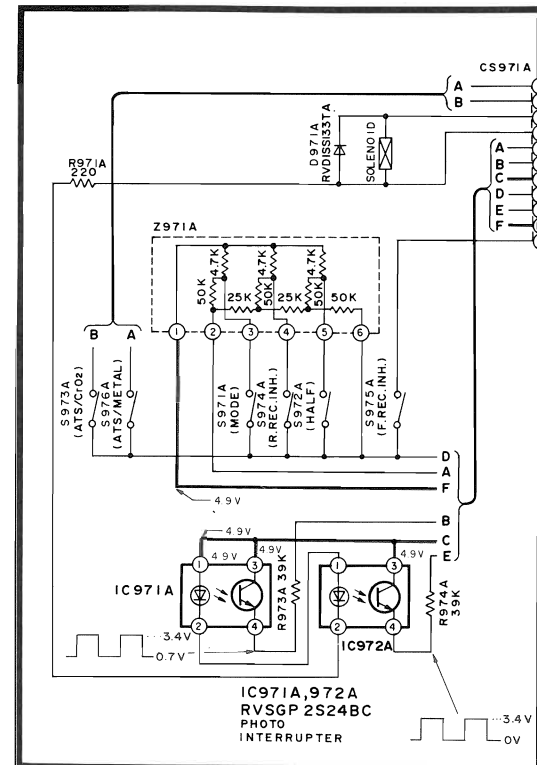 CS971A
A
B
D971A
RVD1SS133TA
SOLENOID
R971A
220
A
B
C
D
E
F
Z971A
4.7K
4.7K
4.7K
50K
50K
50K
25K
25K
50K
1
2
3
4
5
6
B
A
S973A
(ATS/CrO2)
S976A
(ATS/METAL)
S971A
(MODE)
S974A
(R.REC.INH.)
S972A
(HALF)
S975A
(F.REC.INH.)
D
A
F
4.9V
B
C
E
4.9V
4.9V
4.9V
4.9V
1
3
1
3
IC971A
R973A 39K
R974A
39K
2
4
2
4
IC972A
3.4V
0.7V
IC971A,972A
RVSGP2S24BC
PHOTO
INTERRUPTER
3.4V
0V